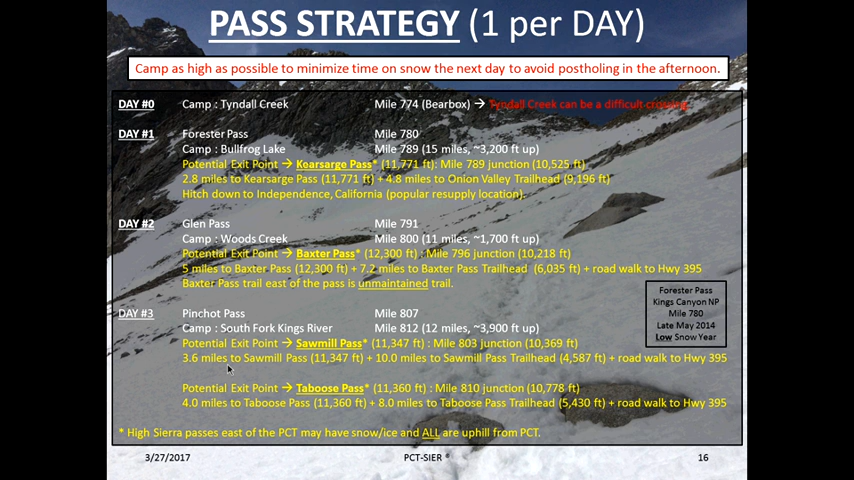 PASS STRATEGY (1 per DAY)
Camp as high as possible to minimize time on snow the next day to avoid postholing in the afternoon.
DAY #0 Camp : Tyndall Creek Mile 774 (Bearbox) → Tyndall Creek can be a difficult crossing.
DAY #1 Forester Pass Mile 780
Camp : Bullfrog Lake Mile 789 (15 miles, ~3,200 ft up)
Potential Exit Point → Kearsarge Pass* (11,771 ft): Mile 789 junction (10,525 ft)
2.8 miles to Kearsarge Pass (11,771 ft) + 4.8 miles to Onion Valley Trailhead (9,196 ft)
Hitch down to Independence, California (popular resupply location).
DAY #2 Glen Pass Mile 791
Camp : Woods Creek Mile 800 (11 miles, ~1,700 ft up)
Potential Exit Point → Baxter Pass* (12,300 ft) : Mile 796 junction (10,218 ft)
5 miles to Baxter Pass (12,300 ft) + 7.2 miles to Baxter Pass Trailhead (6,035 ft) + road walk to Hwy 395
Baxter Pass trail east of the pass is unmaintained trail.
DAY #3 Pinchot Pass Mile 807
Camp : South Fork Kings River Mile 812 (12 miles, ~3,900 ft up)
Potential Exit Point → Sawmill Pass* (11,347 ft) : Mile 803 junction (10,369 ft)
3.6 miles to Sawmill Pass (11,347 ft) + 10.0 miles to Sawmill Pass Trailhead (4,587 ft) + road walk to Hwy 395
Potential Exit Point → Taboose Pass* (11,360 ft) : Mile 810 junction (10,778 ft)
4.0 miles to Taboose Pass (11,360 ft) + 8.0 miles to Taboose Pass Trailhead (5,430 ft) + road walk to Hwy 395
Forester Pass
Kings Canyon NP
Mile 780
Late May 2014
Low Snow Year
* High Sierra passes east of the PCT may have snow/ice and ALL are uphill from PCT.
3/27/2017 PCT-SIER ® 16